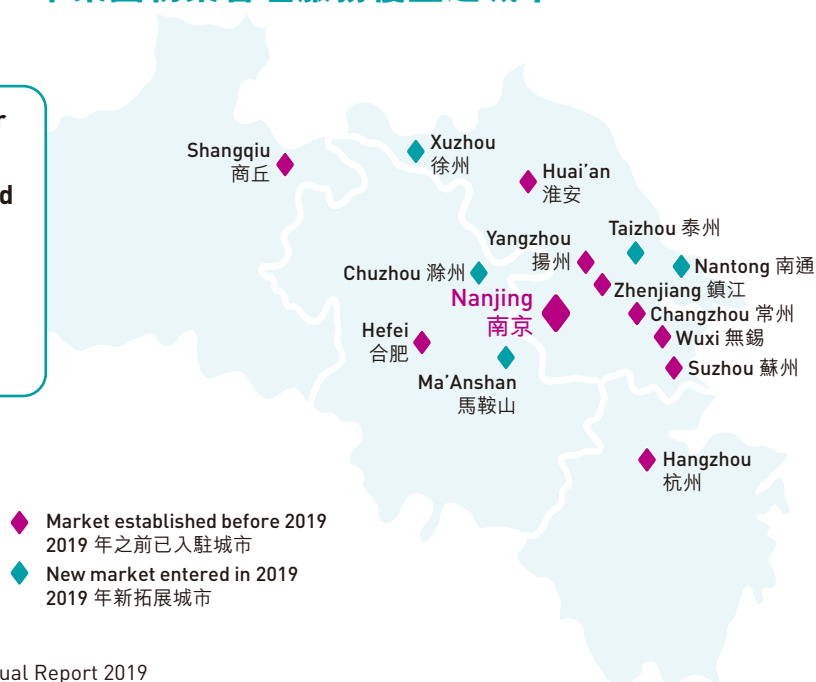 r
d
Shangqiu
商丘
Xuzhou
徐州
Huai’an
淮安
Taizhou 泰州
Yangzhou
揚州
Nantong 南通
Chuzhou 滁州
Zhenjiang 鎮江
Nanjing
南京
Changzhou 常州
Wuxi 無錫
Hefei
合肥
Suzhou 蘇州
Ma’Anshan
馬鞍山
Hangzhou
杭州
Market established before 2019
2019 年之前已入駐城市
New market entered in 2019
2019 年新拓展城市
ual Report 2019